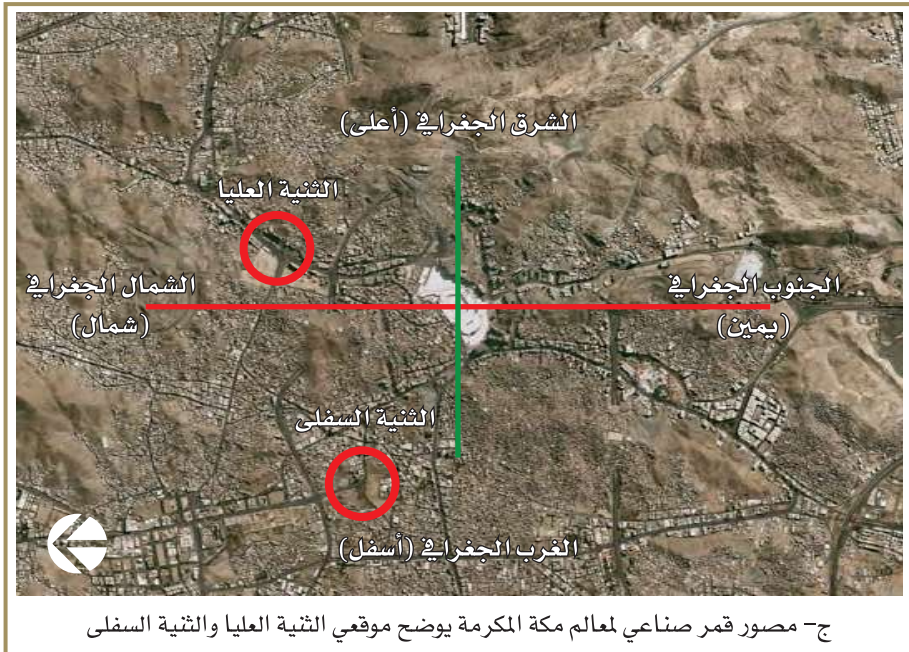 الشرق الجغرافي (أعلى)
الثنية العليا
الجنوب الجغرافي
(يمين)
الشمال الجغرافي
(شمال)
الثنية السفلى
الغرب الجغرافي (أسفل)
ج- مصور قمر صناعي لمعالم مكة المكرمة يوضح موقعي الثنية العليا والثنية السفلى